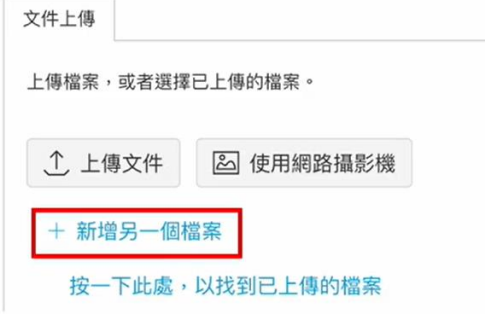 文件上傳
上傳檔案，或者選擇已上傳的檔案。
上傳文件 使用網路攝影機
+ 新增另一個檔案
按一下此處，以找到已上傳的檔案